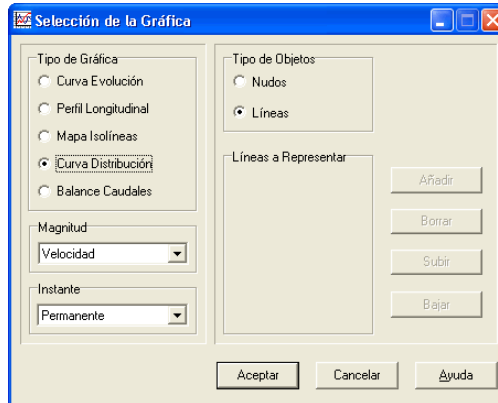 Selección de la Gráfica
Tipo de Gráfica
Curva Evolución
Perfil Longitudinal
Mapa Isolíneas
Curva Distribución
Balance Caudales
Magnitud
Velocidad
Instante
Permanente
Tipo de Objetos
Nudos
Líneas
Líneas a Representar
Añadir
Borrar
Subir
Bajar
Aceptar
Cancelar
Ayuda